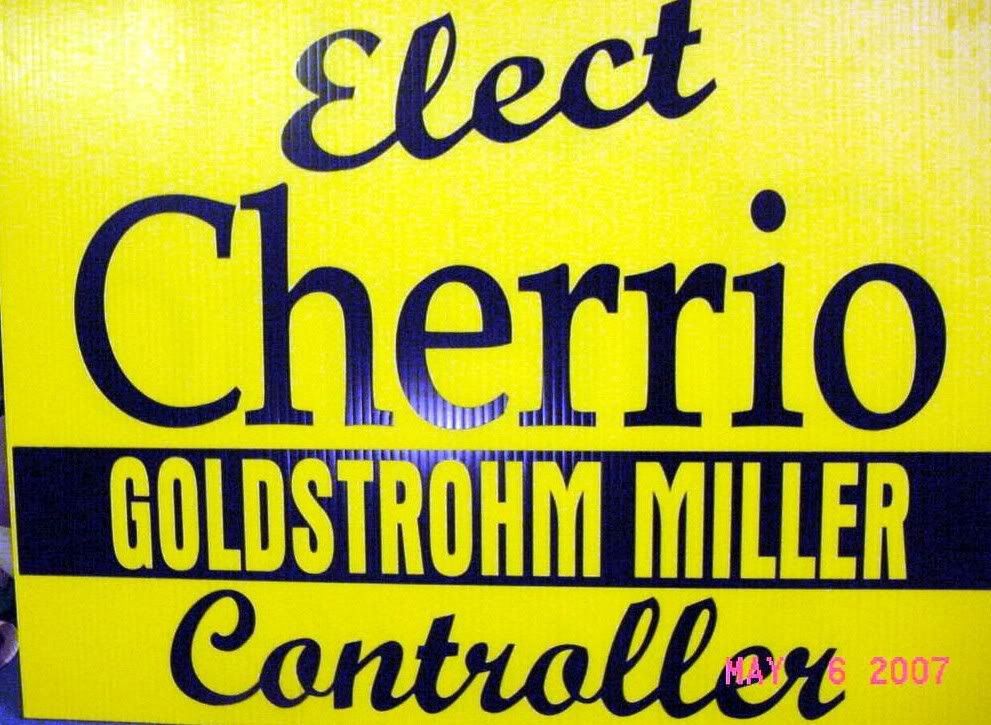 Elect
Cherrio
GOLDSTROHM MILLER
Controller
MAY 6 2007